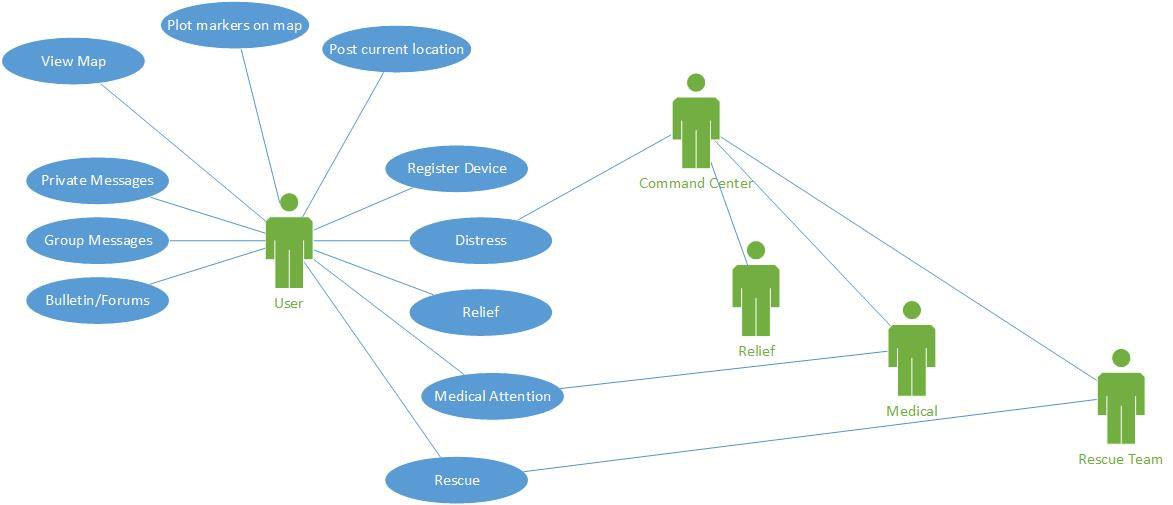 Plot markers on map
Post current location
View Map
Register Device
Private Messages
Command Center
Group Messages
Distress
Bulletin/Forums
User
Relief
Relief
Medical Attention
Medical
Rescue Team
Rescue